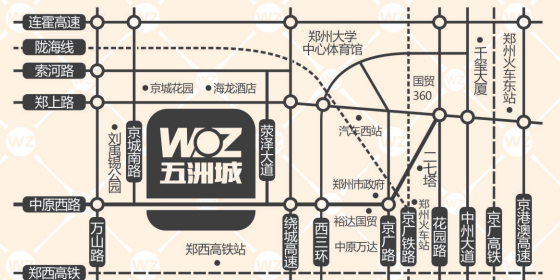 连霍高速
陇海线
索河路
郑上路
中原西路
郑西高铁
郑州大学
中心体育馆
京城花园
海龙酒店
刘禹锡公园
京城南路
WOZ
五洲城
荥泽大道
汽车西站
国贸
360
千玺大厦
郑州火车东站
二七塔
郑州市政府
裕达国贸
中原万达
郑州火车站
郑西高铁站
万山路
绕城高速
西三环
京广路
京广铁路
花园路
中州大道
京广高铁
京港澳高速